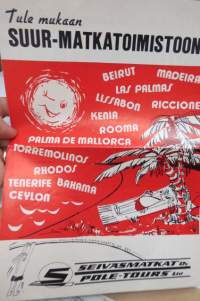 Tule mukaan
SUUR-MATKATOIMISTOON
BEIRUT MADEIRA
LAS PALMAS
LISSABON RICCIONE
KENIA
ROOMA
PALMA DE MALLORCA
TORREMOLINOS
RHODOS
TENERIFE BAHAMA
CEYLON
S SEIVASMATKAT
POLE-TOURS Ltd